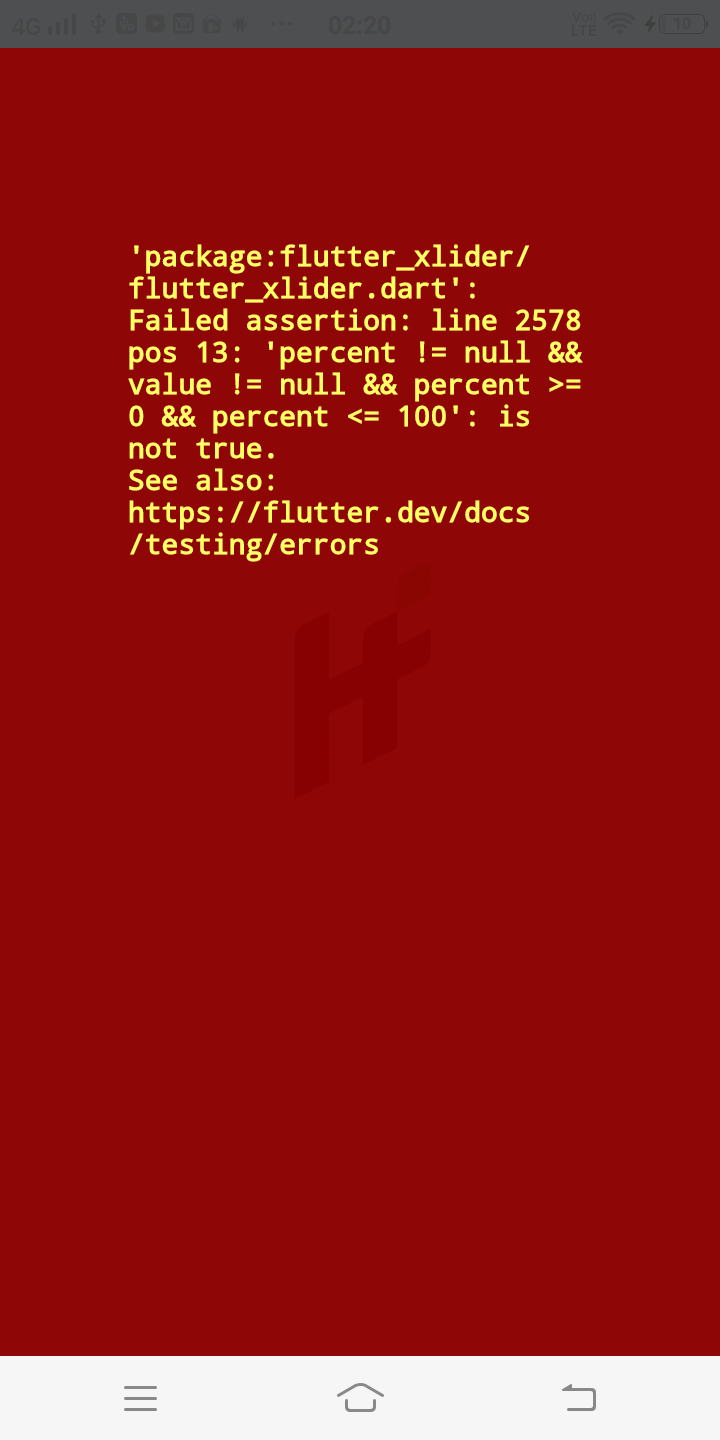 4G 02:20 Vo) LTE 10
'package:flutter_xlider/
flutter_xlider.dart':
Failed assertion: line 2578
pos 13: 'percent != null &&
value != null && percent >=
0 && percent <= 100': is
not true.
See also:
https://flutter.dev/docs
/testing/errors